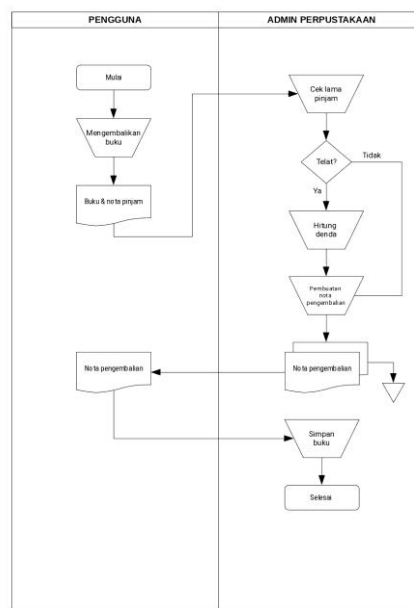 PENGGUNA
ADMIN PERPUSTAKAAN
Mulai
Mengembalikan
buku
Buku & nota pinjam
Cek lama
pinjam
Telat?
Tidak
Ya
Hitung
denda
Pembuatan
nota
pengembalian
Nota pengembalian
Nota pengembalian
Simpan
buku
Selesai